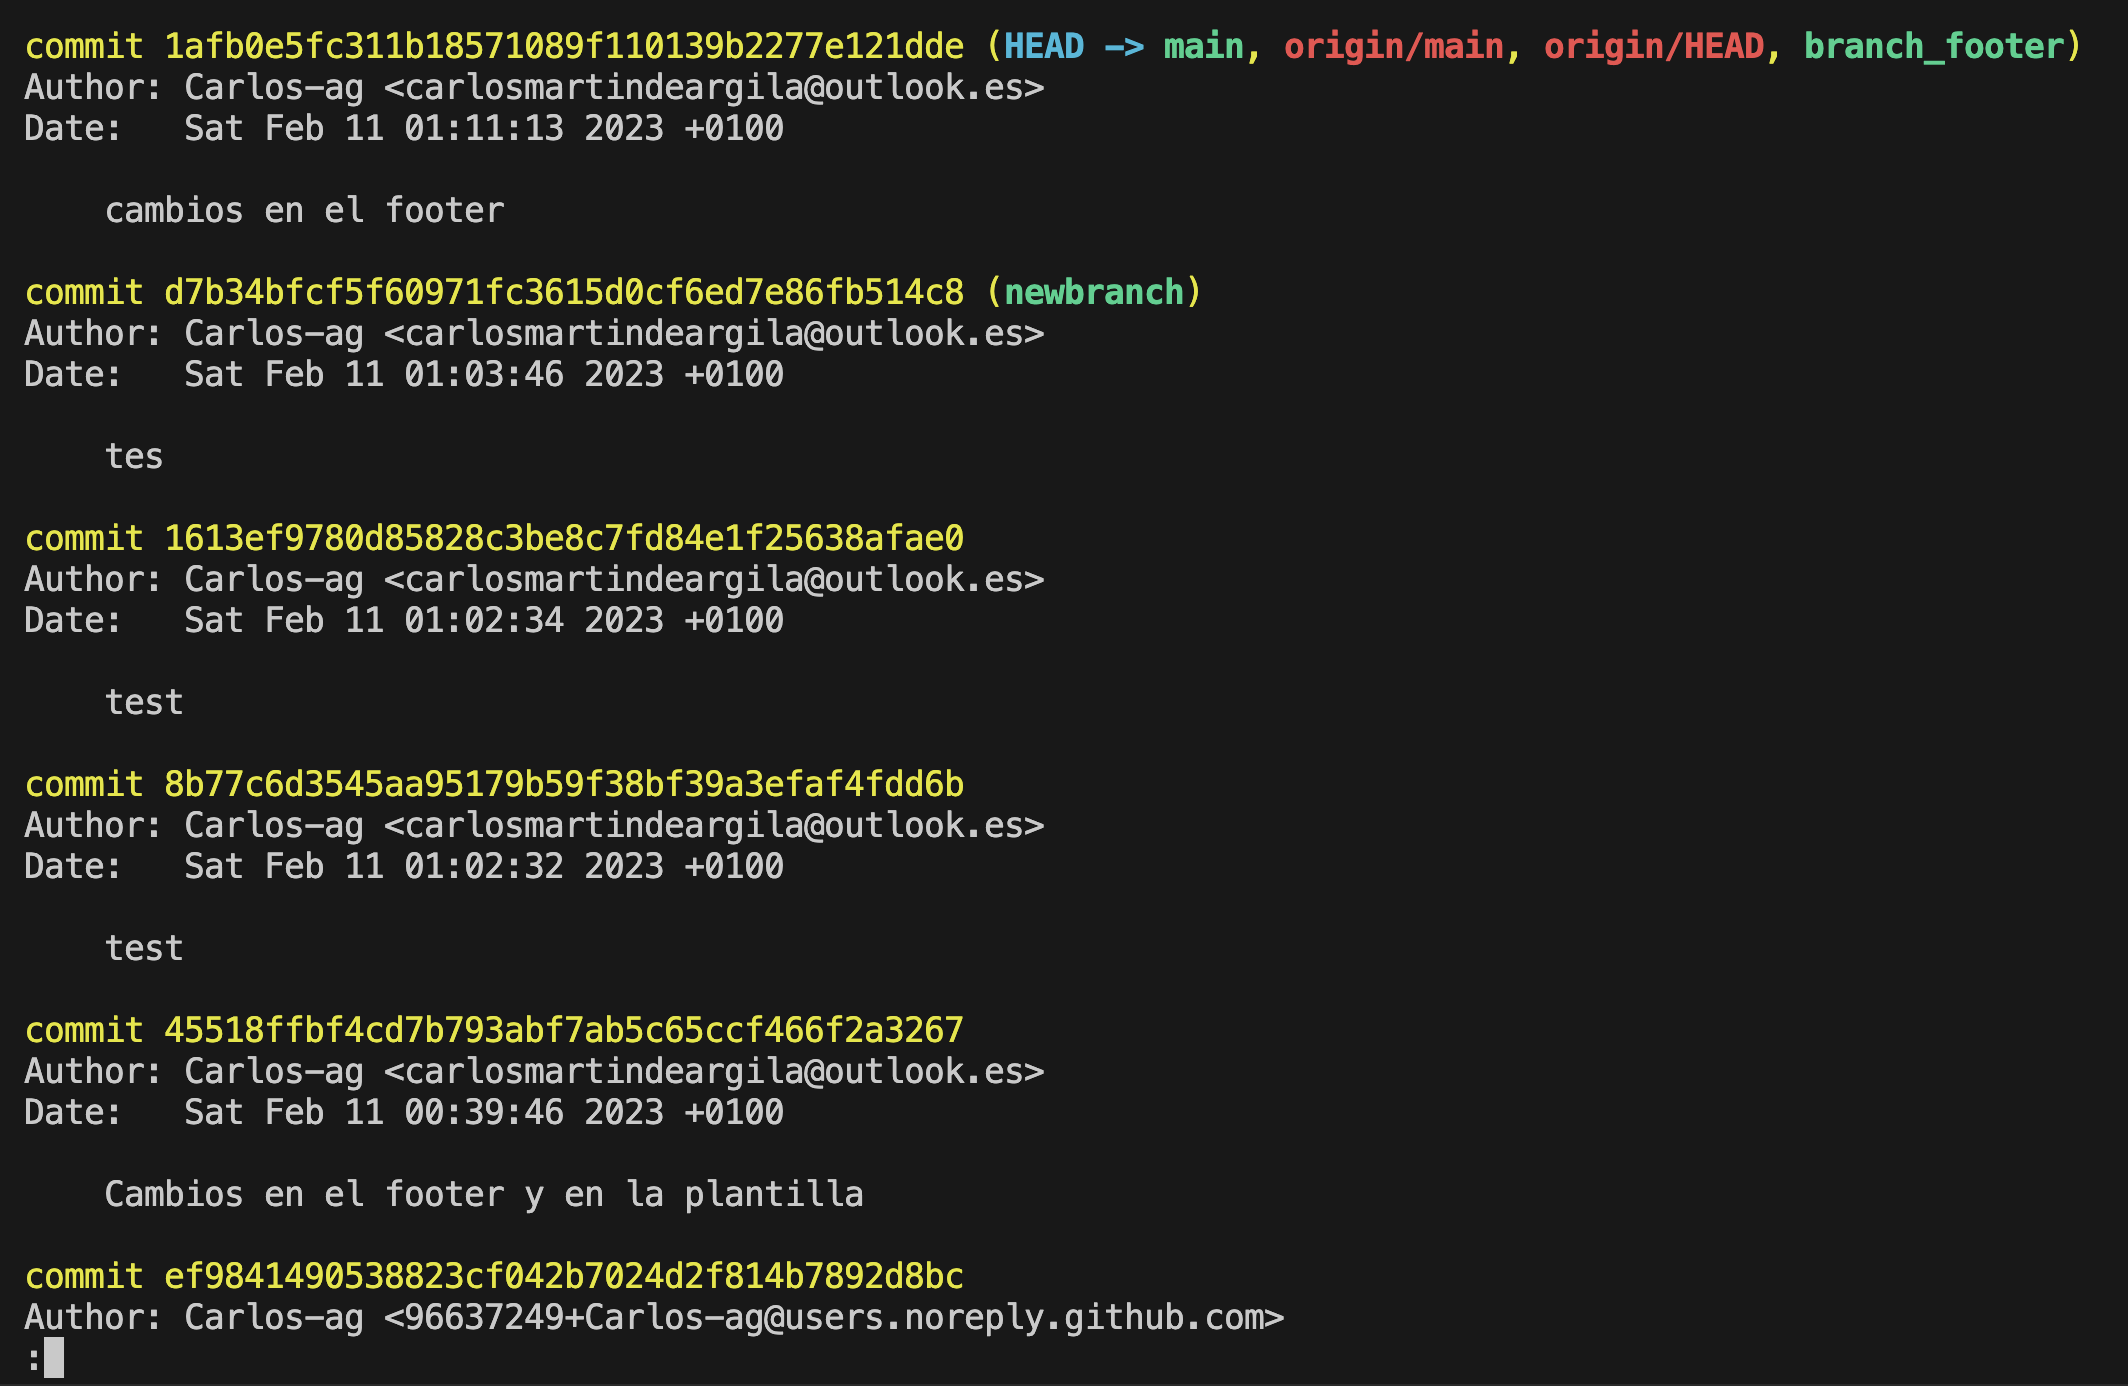 commit 1afb0e5fc311b18571089f110139b2277e121dde (HEAD -> main, origin/main, origin/HEAD, branch_footer)
Author: Carlos-ag <carlosmartindeargila@outlook.es>
Date:   Sat Feb 11 01:11:13 2023 +0100
cambios en el footer
commit d7b34bfcf5f60971fc3615d0cf6ed7e86fb514c8 (newbranch)
Author: Carlos-ag <carlosmartindeargila@outlook.es>
Date:   Sat Feb 11 01:03:46 2023 +0100
tes
commit 1613ef9780d85828c3be8c7fd84e1f25638afae0
Author: Carlos-ag <carlosmartindeargila@outlook.es>
Date:   Sat Feb 11 01:02:34 2023 +0100
test
commit 8b77c6d3545aa95179b59f38bf39a3efaf4fdd6b
Author: Carlos-ag <carlosmartindeargila@outlook.es>
Date:   Sat Feb 11 01:02:32 2023 +0100
test
commit 45518ffbf4cd7b793abf7ab5c65ccf466f2a3267
Author: Carlos-ag <carlosmartindeargila@outlook.es>
Date:   Sat Feb 11 00:39:46 2023 +0100
Cambios en el footer y en la plantilla
commit ef9841490538823cf042b7024d2f814b7892d8bc
Author: Carlos-ag <96637249+Carlos-ag@users.noreply.github.com>
: